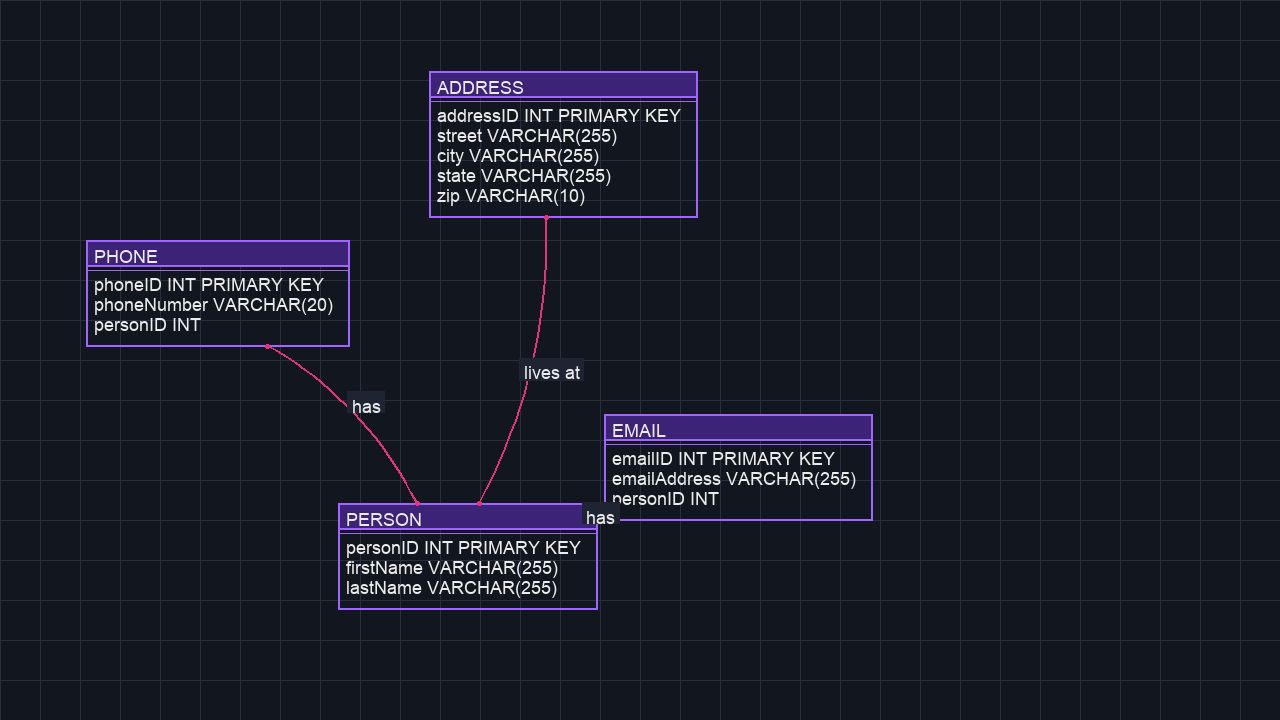 ADDRESS
addressID INT PRIMARY KEY
street VARCHAR(255)
city VARCHAR(255)
state VARCHAR(255)
zip VARCHAR(10)
PHONE
phoneID INT PRIMARY KEY
phoneNumber VARCHAR(20)
personID INT
has
lives at
EMAIL
emailID INT PRIMARY KEY
emailAddress VARCHAR(255)
personID INT
has
PERSON
personID INT PRIMARY KEY
firstName VARCHAR(255)
lastName VARCHAR(255)